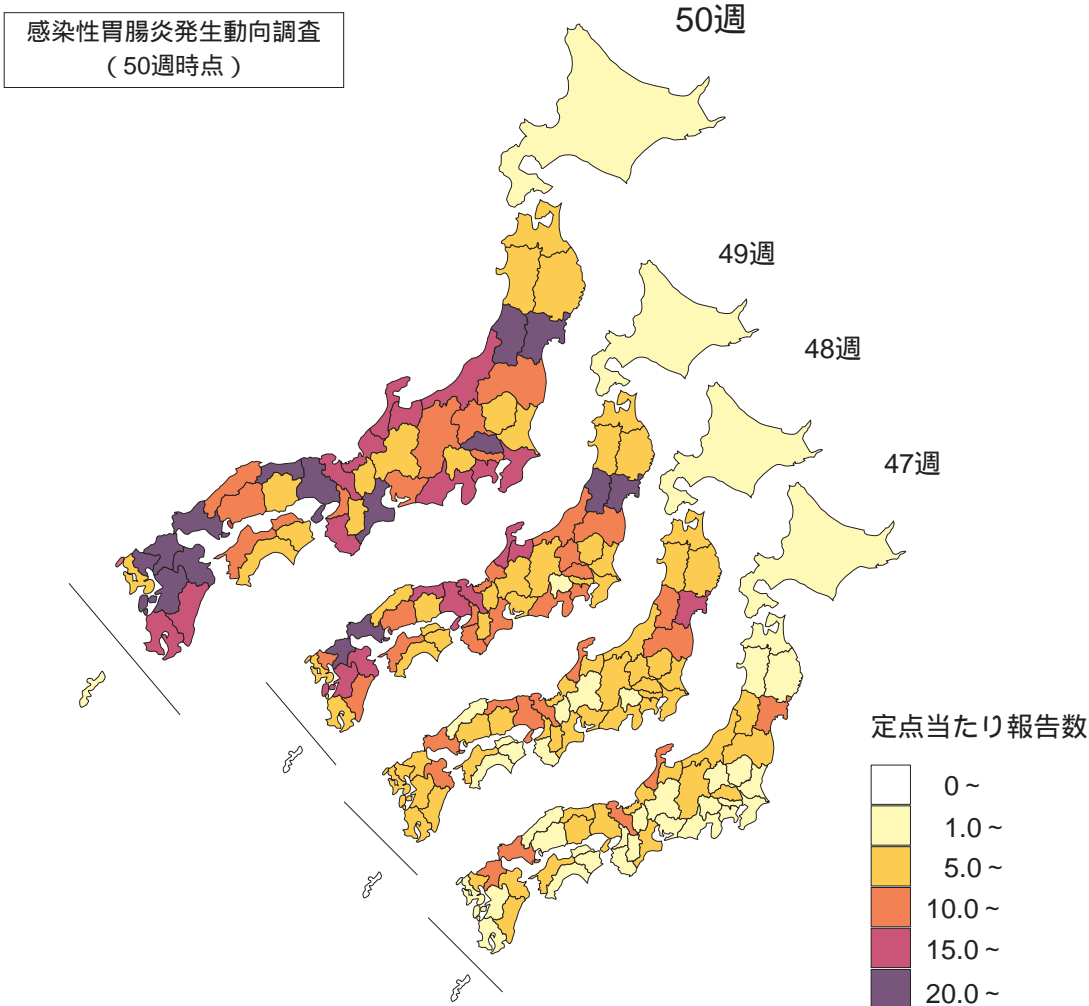 感染性胃腸炎発生動向調査
（50週時点）
50週
49週
48週
47週
定点当たり報告数
0～
1.0～
5.0～
10.0～
15.0～
20.0～